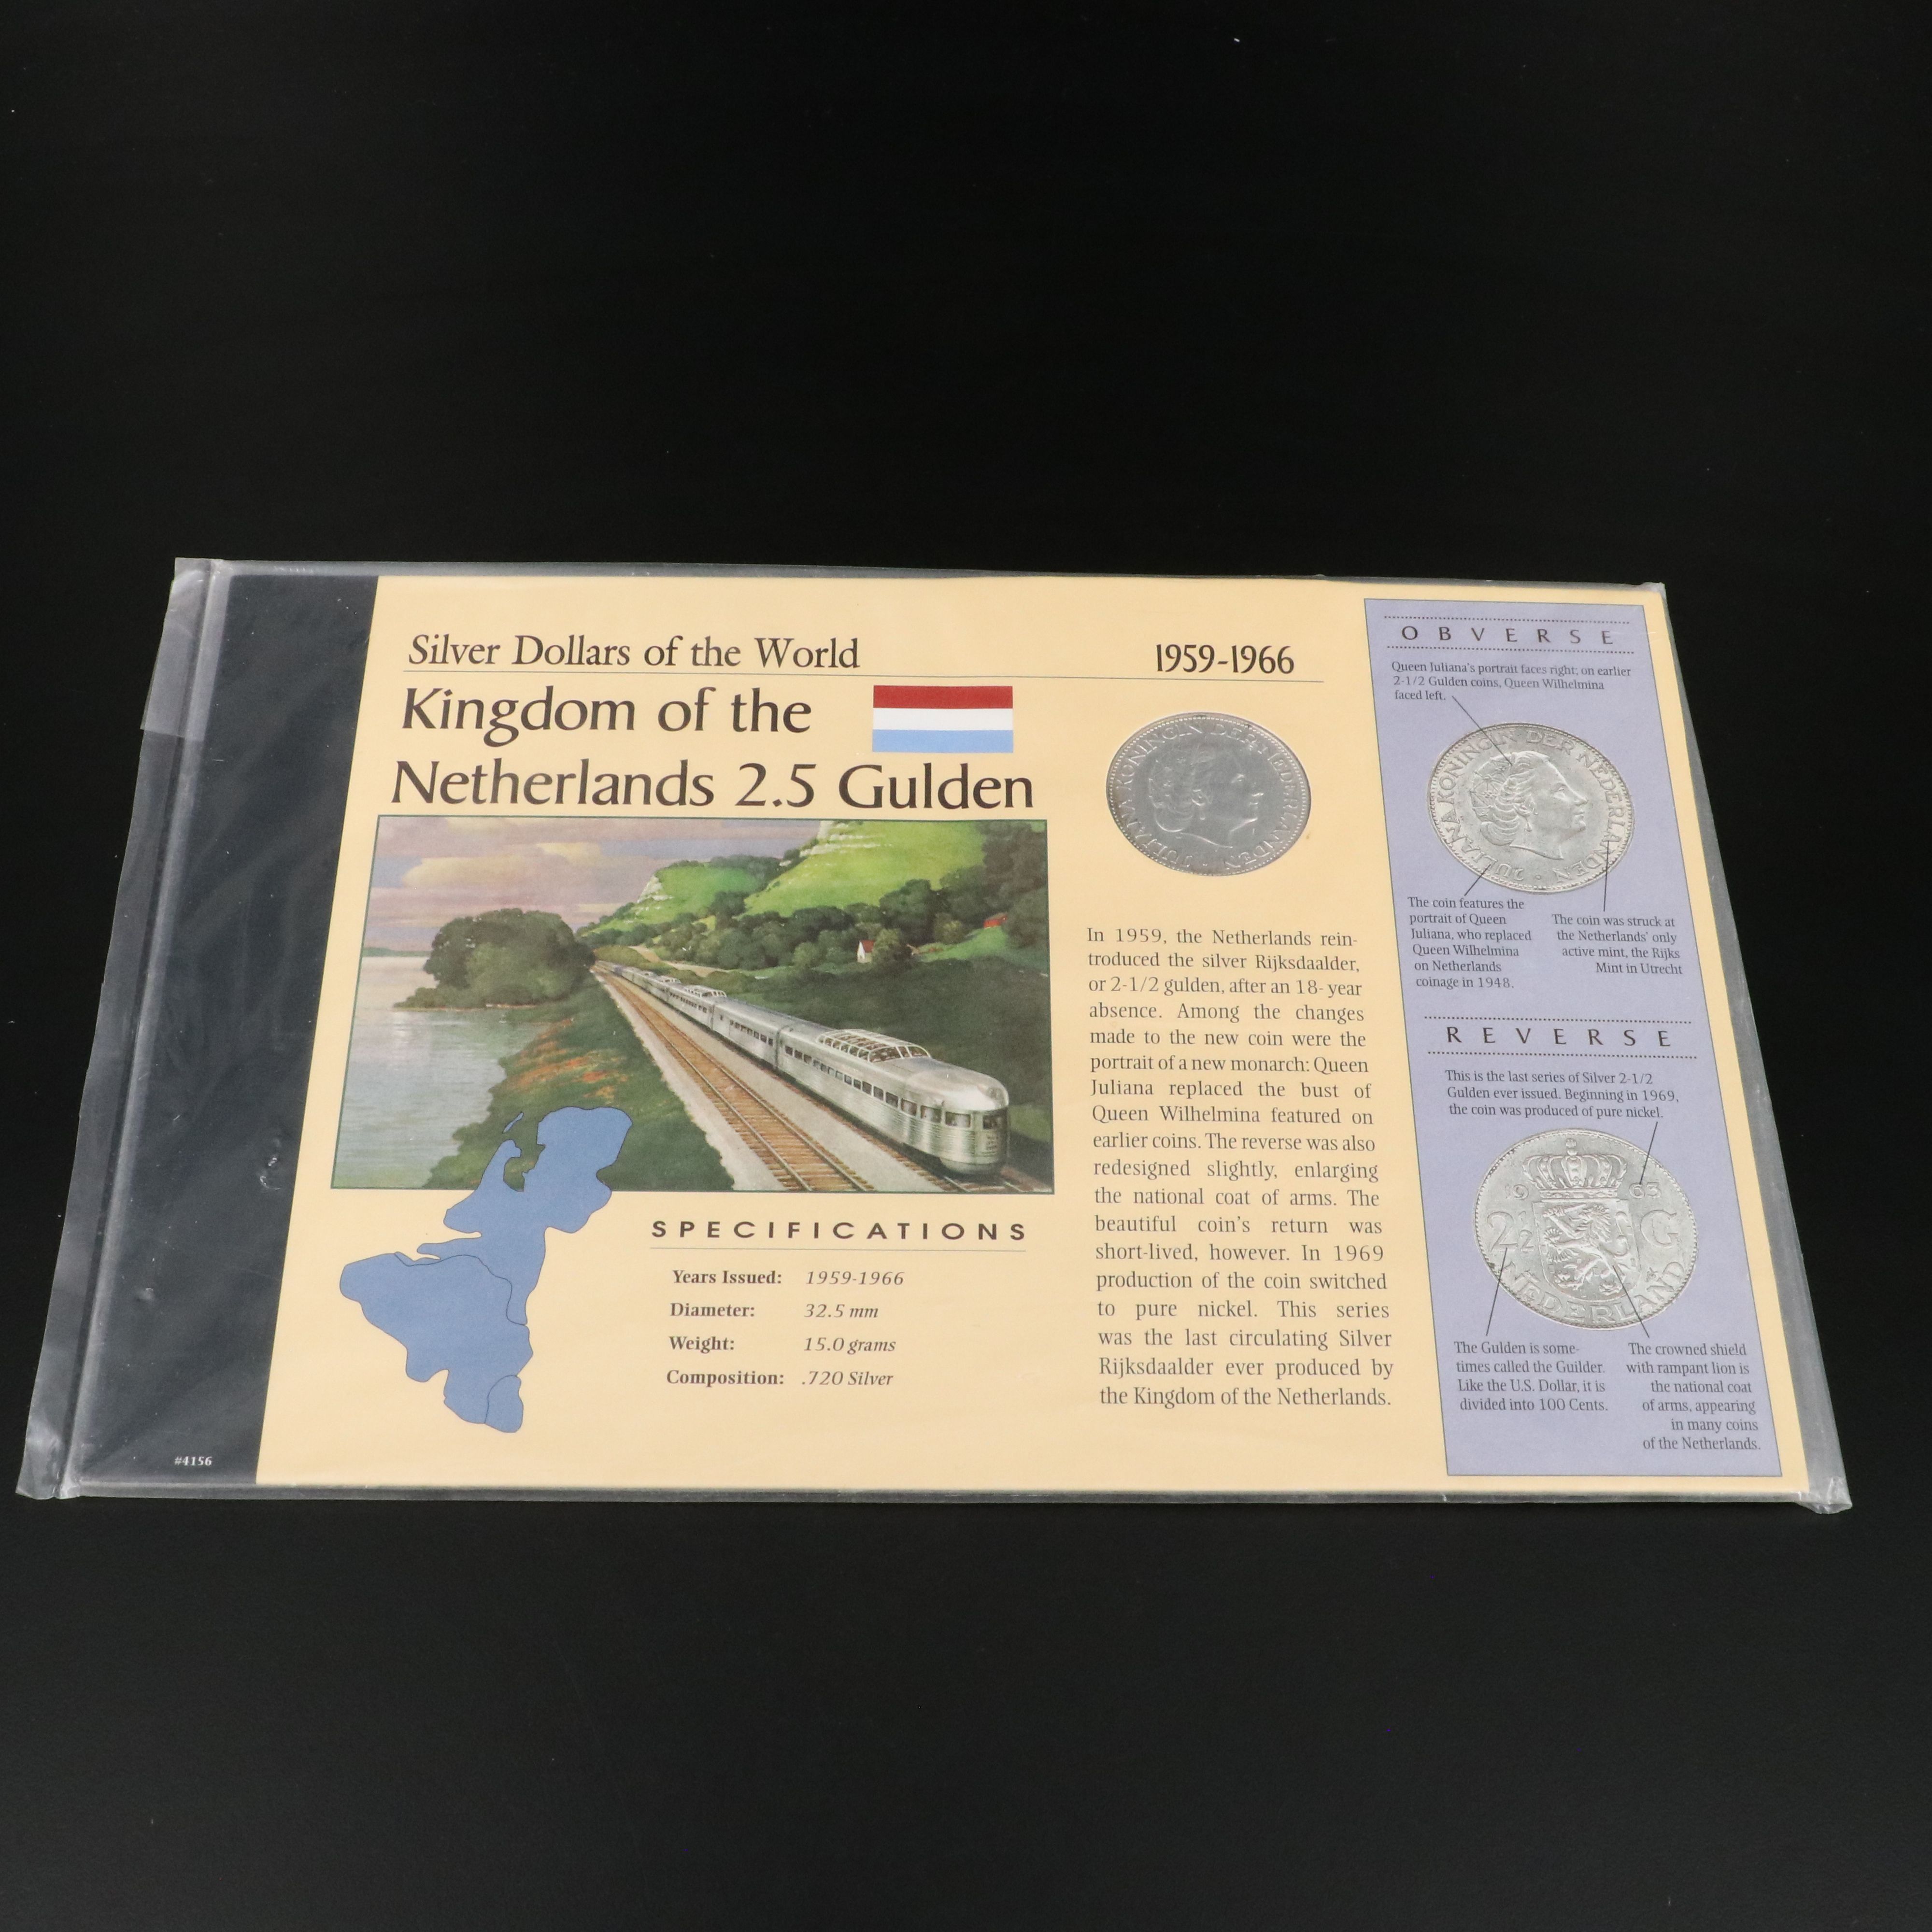 Silver Dollars of the World
1959-1966
Kingdom of the
Netherlands 2.5 Gulden
JULIANA KONINGIN DER NEDERLANDEN
In 1959, the Netherlands rein-
troduced the silver Rijksdaalder,
or 2-1/2 gulden, after an 18- year
absence. Among the changes
made to the new coin were the
portrait of a new monarch: Queen
Juliana replaced the bust of
Queen Wilhelmina featured on
earlier coins. The reverse was also
redesigned slightly, enlarging
the national coat of arms. The
beautiful coin's return was
short-lived, however. In 1969
production of the coin switched
to pure nickel. This series
was the last circulating Silver
Rijksdaalder ever produced by
the Kingdom of the Netherlands.
SPECIFICATIONS
Years Issued: 1959-1966
Diameter: 32.5 mm
Weight: 15.0 grams
Composition: .720 Silver
#4156
OBVERSE
Queen Juliana's portrait faces right; on earlier
2-1/2 Gulden coins, Queen Wilhelmina
faced left.
JULIANA KONINGIN DER NEDERLANDEN
The coin features the
portrait of Queen
Juliana, who replaced
Queen Wilhelmina
on Netherlands
coinage in 1948.
The coin was struck at
the Netherlands' only
active mint, the Rijks
Mint in Utrecht
REVERSE
This is the last series of Silver 2-1/2
Gulden ever issued. Beginning in 1969,
the coin was produced of pure nickel.
19
2 1/2 G
NEDERLAND
The Gulden is some-
times called the Guilder.
Like the U.S. Dollar, it is
divided into 100 Cents.
The crowned shield
with rampant lion is
the national coat
of arms, appearing
in many coins
of the Netherlands.